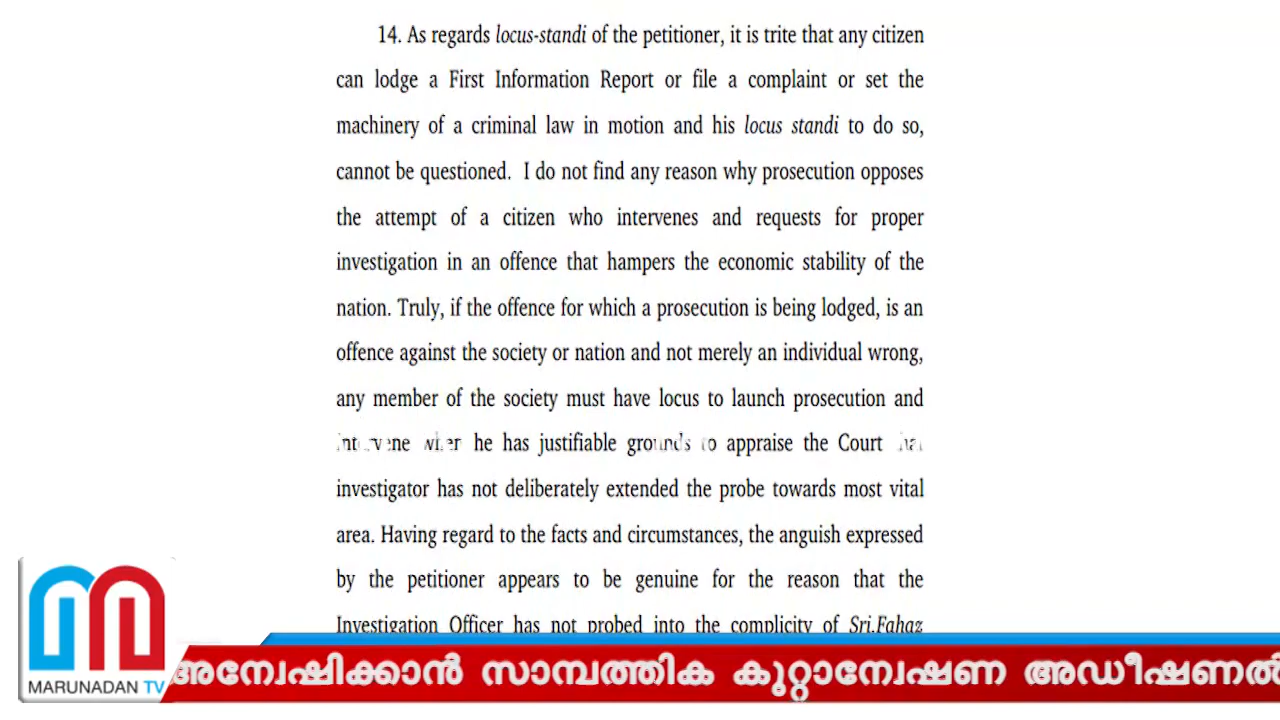 14. As regards locus-standi of the petitioner, it is trite that any citizen
can lodge a First Information Report or file a complaint or set the
machinery of a criminal law in motion and his locus standi to do so,
cannot be questioned. I do not find any reason why prosecution opposes
the attempt of a citizen who intervenes and requests for proper
investigation in an offence that hampers the economic stability of the
nation. Truly, if the offence for which a prosecution is being lodged, is an
offence against the society or nation and not merely an individual wrong,
any member of the society must have locus to launch prosecution and
intervene when he has justifiable grounds to appraise the Court
investigator has not deliberately extended the probe towards most vital
area. Having regard to the facts and circumstances, the anguish expressed
by the petitioner appears to be genuine for the reason that the
Investigation Officer has not probed into the complicity of Sri.Fahaz
MARUNADAN TV
അന്വേഷിക്കാൻ സാമ്പത്തിക കുറ്റാന്വേഷണ അഡീഷണൽ